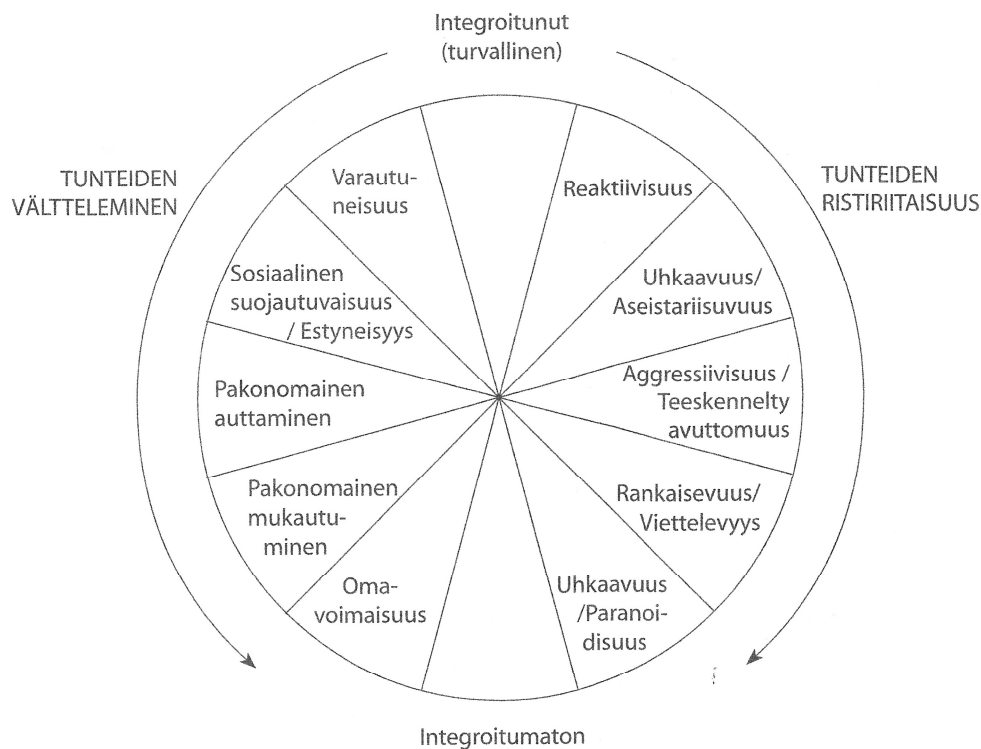 Integroitunut
(turvallinen)
TUNTEIDEN
VÄLTTELEMINEN
TUNTEIDEN
RISTIRIITAISUUS
Varautu-
neisuus
Reaktiivisuus
Sosiaalinen
suojautuvaisuus
/ Estyneisyys
Uhkaavuus/
Aseistariisuvuus
Pakonomainen
auttaminen
Aggressiivisuus /
Teeskennelty
avuttomuus
Pakonomainen
mukautu-
minen
Rankaisevuus/
Viettelevyys
Oma-
voimaisuus
Uhkaavuus
/Paranoi-
disuus
Integroitumaton